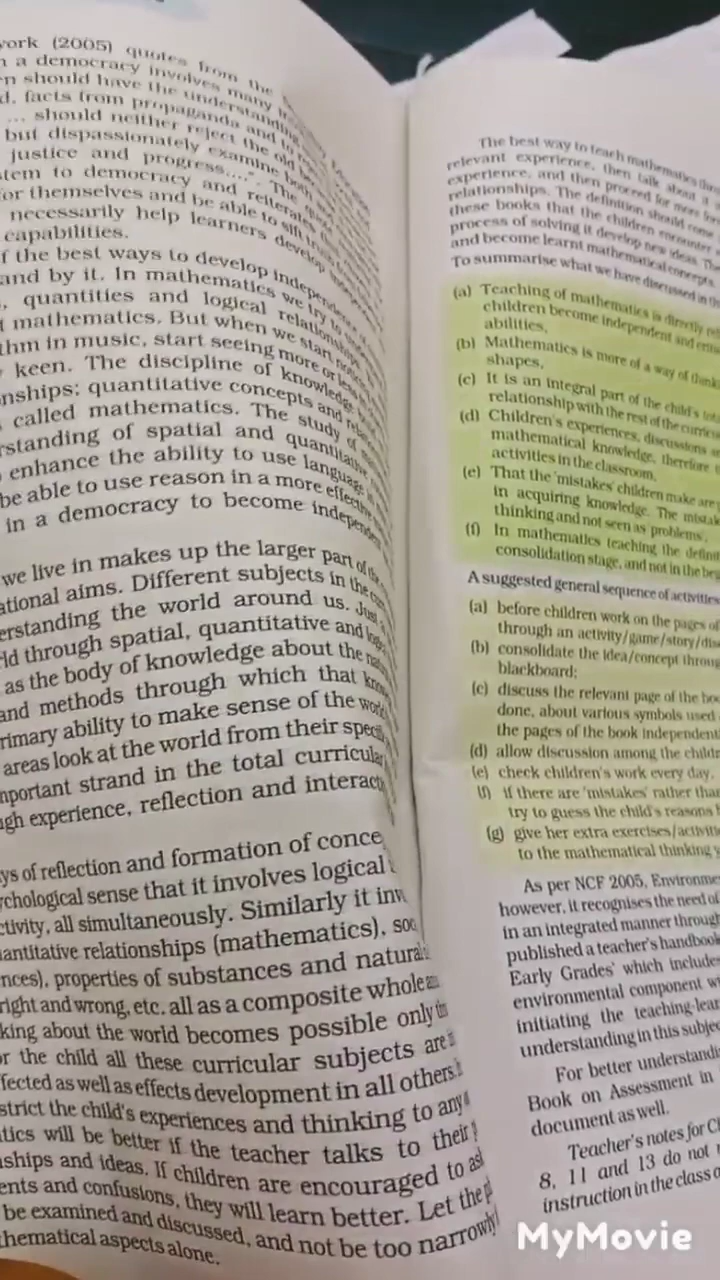 ork (2005) quotes from the
a democracy involves many
n should have the understanding
d, facts from propaganda and to
... should neither reject the old
but dispassionately examine both
justice and progress....". The
tem to democracy and reiterates
or themselves and be able to sift
necessarily help learners develop
capabilities.
f the best ways to develop independence
and by it. In mathematics we try to
, quantities and logical relationships
t mathematics. But when we start
thm in music, start seeing more or less
keen. The discipline of knowledge
nships; quantitative concepts and
called mathematics. The study of
rstanding of spatial and quantitative
enhance the ability to use language
be able to use reason in a more effective
in a democracy to become independent
we live in makes up the larger part of the
ational aims. Different subjects in the
erstanding the world around us. Just
ld through spatial, quantitative and
as the body of knowledge about the
and methods through which that
rimary ability to make sense of the world
areas look at the world from their
mportant strand in the total curricular
gh experience, reflection and interact
ys of reflection and formation of conce
ychological sense that it involves logical
ctivity, all simultaneously. Similarly it inv
antitative relationships (mathematics), soc
nces), properties of substances and natural
right and wrong, etc. all as a composite whole
king about the world becomes possible only
or the child all these curricular subjects are
fected as well as effects development in all others.
strict the child's experiences and thinking to any
tics will be better if the teacher talks to their
nships and ideas. If children are encouraged to
ents and confusions, they will learn better. Let the
be examined and discussed, and not be too narrowly
thematical aspects alone.
The best way to teach mathematics
relevant experience, then talk about it
experience, and then proceed for more
relationships. The definition should come
these books that the children encounter
process of solving it develop new ideas.
and become learnt mathematical concepts.
To summarise what we have discussed in
(a) Teaching of mathematics is directly
children become independent and
abilities,
(b) Mathematics is more of a way of think
shapes,
(c) It is an integral part of the child's
relationship with the rest of the
(d) Children's experiences, discussions
mathematical knowledge, therefore
activities in the classroom,
(e) That the 'mistakes' children make are
in acquiring knowledge. The
thinking and not seen as problems',
(f) In mathematics teaching the definit
consolidation stage, and not in the
A suggested general sequence of activities
(a) before children work on the pages of
through an activity/game/story/dis
(b) consolidate the idea/concept throug
blackboard;
(c) discuss the relevant page of the boo
done, about various symbols used
the pages of the book independent
(d) allow discussion among the childr
(e) check children's work every day.
(f) if there are 'mistakes' rather than
try to guess the child's reasons
(g) give her extra exercises/activiti
to the mathematical thinking
As per NCF 2005, Environme
however, it recognises the need of
in an integrated manner through
published a teacher's handbook
Early Grades' which includes
environmental component
initiating the teaching-lear
understanding in this subjec
For better understandi
Book on Assessment in
document as well.
Teacher's notes for
8, 11 and 13 do not
instruction in the class
MyMovie